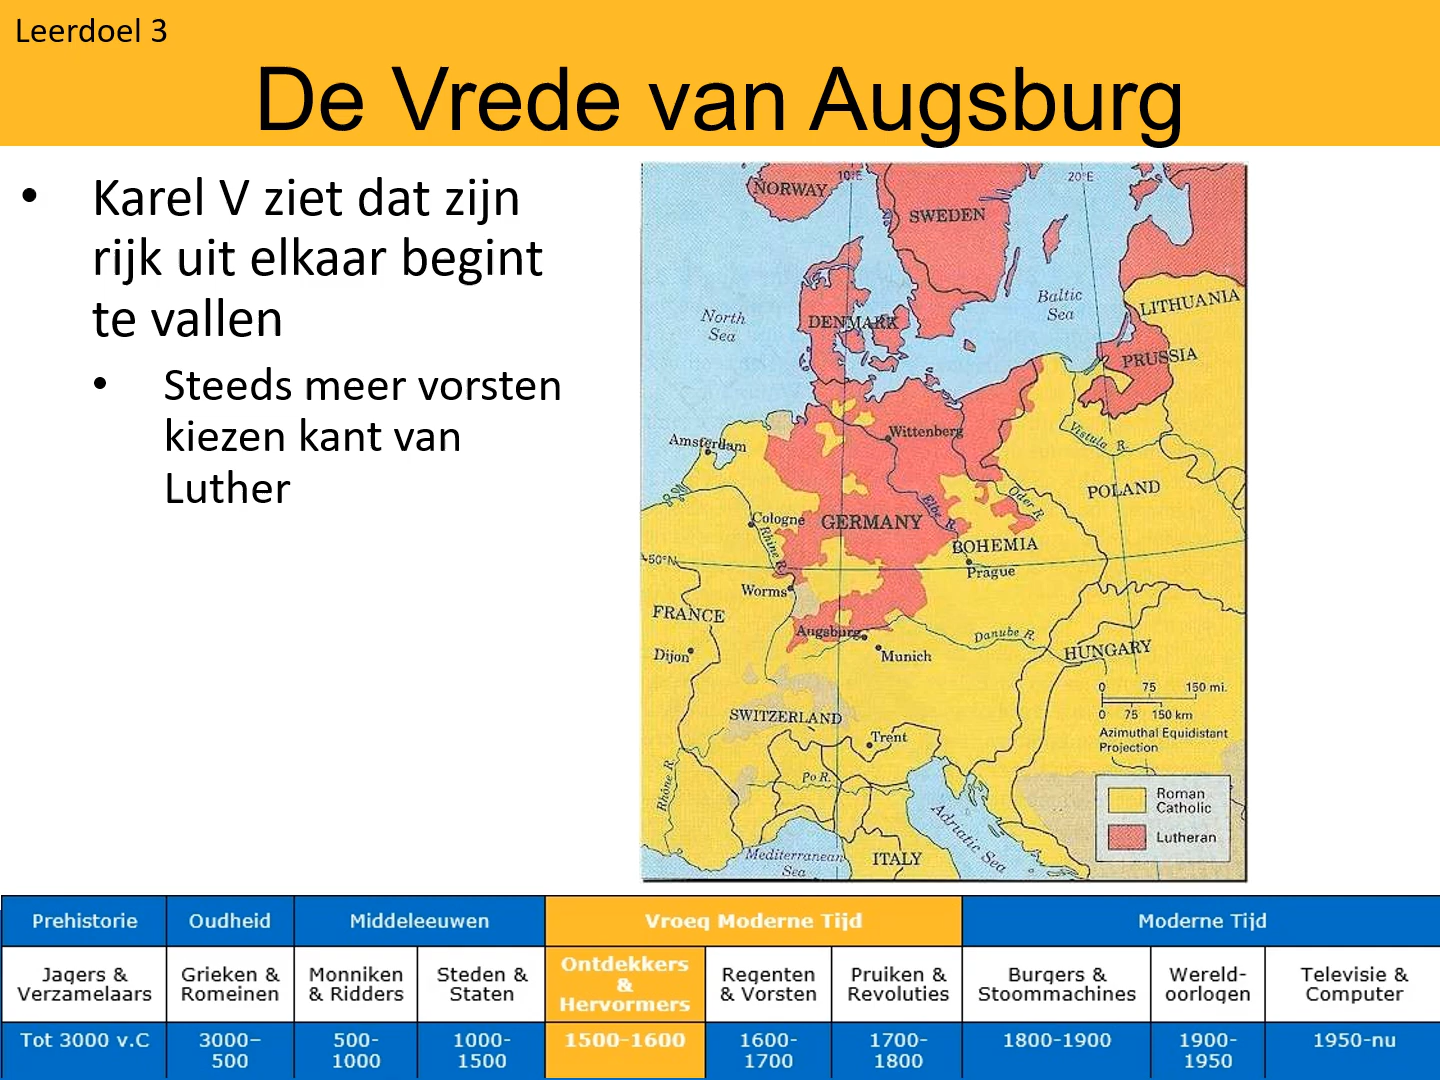 Leerdoel 3
De Vrede van Augsburg
• Karel V ziet dat zijn
rijk uit elkaar begint
te vallen
• Steeds meer vorsten
kiezen kant van
Luther
NORWAY
10°E
20°E
SWEDEN
North
Sea
Baltic
Sea
LITHUANIA
DENMARK
PRUSSIA
Amsterdam
Wittenberg
Vistula R.
POLAND
Cologne
GERMANY
Elbe R.
Oder R.
Rhine R.
BOHEMIA
50°N
Prague
Worms
FRANCE
Augsburg
Danube R.
Dijon
Munich
HUNGARY
0 75 150 mi.
0 75 150 km
Azimuthal Equidistant
Projection
SWITZERLAND
Trent
Rhône R.
Po R.
Adriatic Sea
Roman
Catholic
Lutheran
Mediterranean
Sea
ITALY
Prehistorie Oudheid Middeleeuwen Vroeg Moderne Tijd Moderne Tijd
Jagers &
Verzamelaars
Grieken &
Romeinen
Monniken
& Ridders
Steden &
Staten
Ontdekkers
&
Hervormers
Regenten
& Vorsten
Pruiken &
Revoluties
Burgers &
Stoommachines
Wereld-
oorlogen
Televisie &
Computer
Tot 3000 v.C
3000–
500
500-
1000
1000-
1500
1500-1600
1600-
1700
1700-
1800
1800-1900
1900-
1950
1950-nu